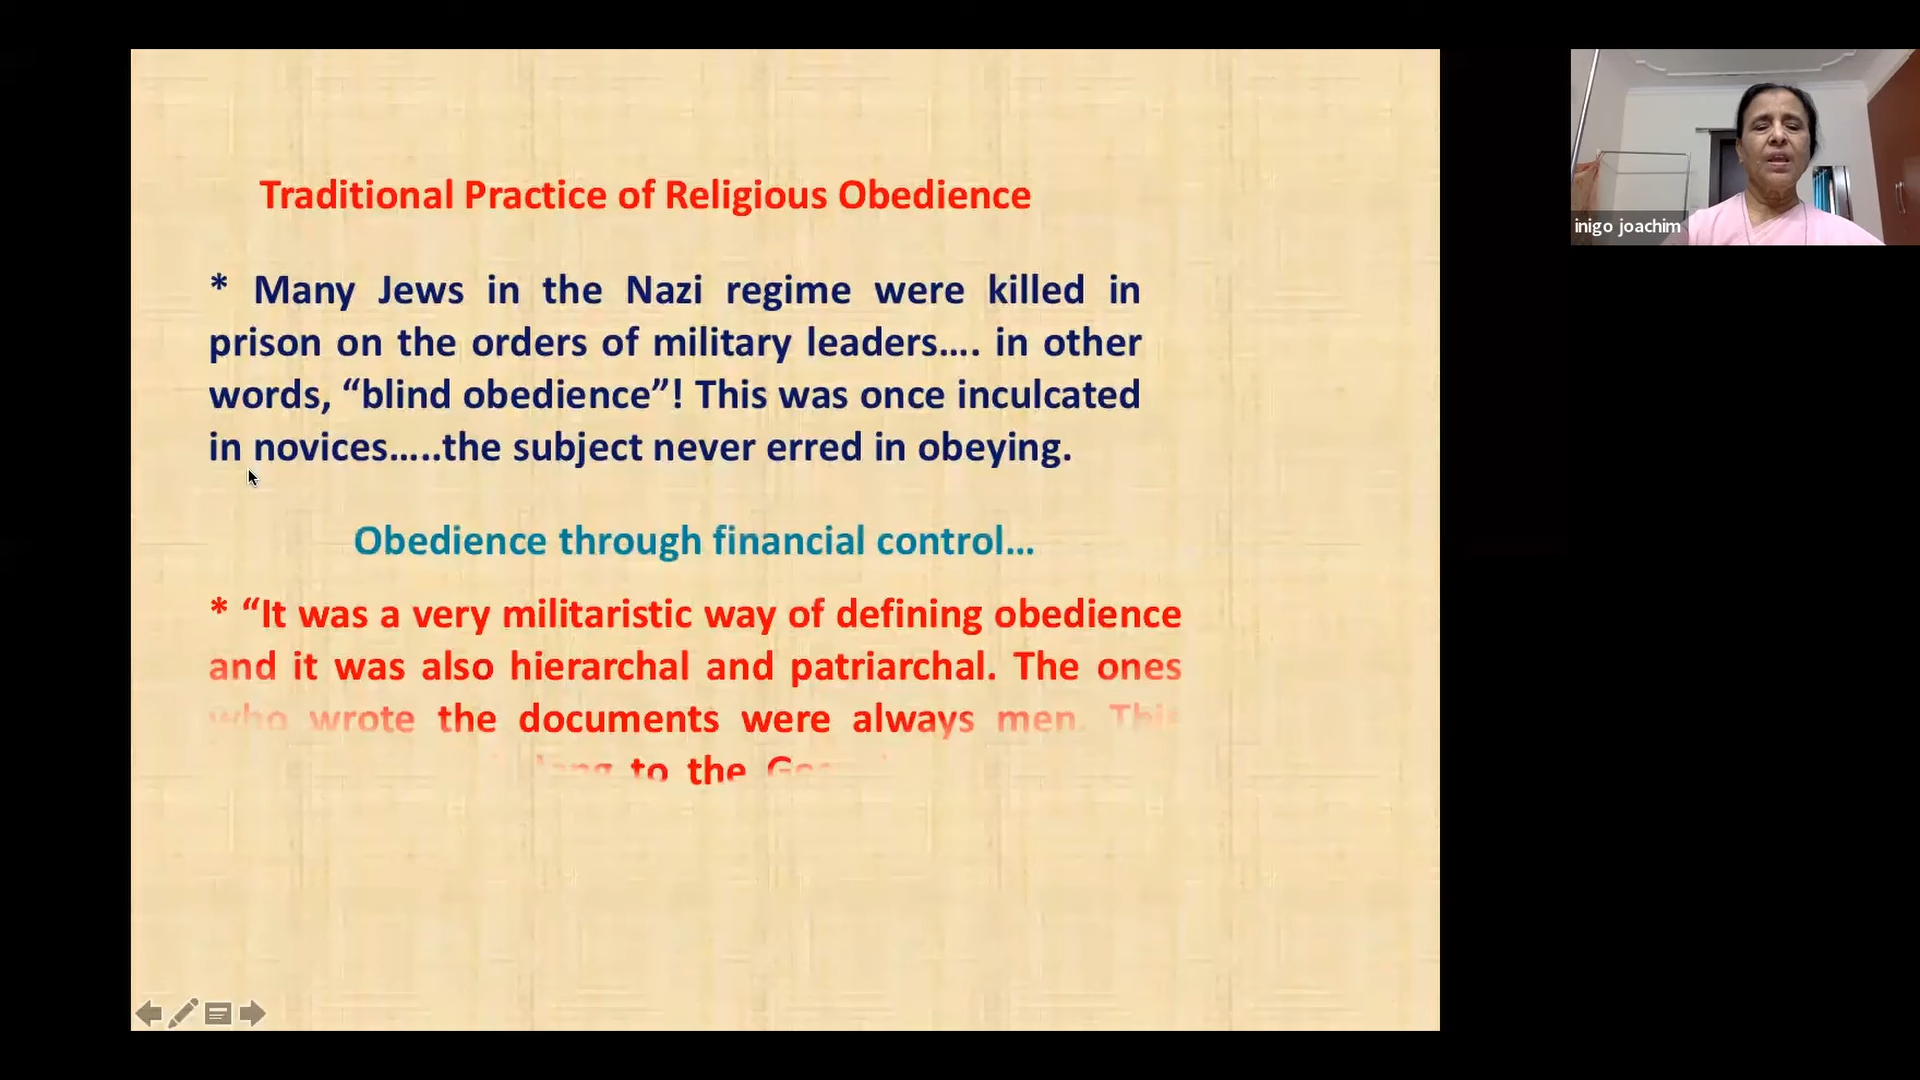 Traditional Practice of Religious Obedience
* Many Jews in the Nazi regime were killed in
prison on the orders of military leaders…. in other
words, “blind obedience”! This was once inculcated
in novices…..the subject never erred in obeying.
Obedience through financial control…
* “It was a very militaristic way of defining obedience
and it was also hierarchal and patriarchal. The ones
who wrote the documents were always men. This
to the
inigo joachim